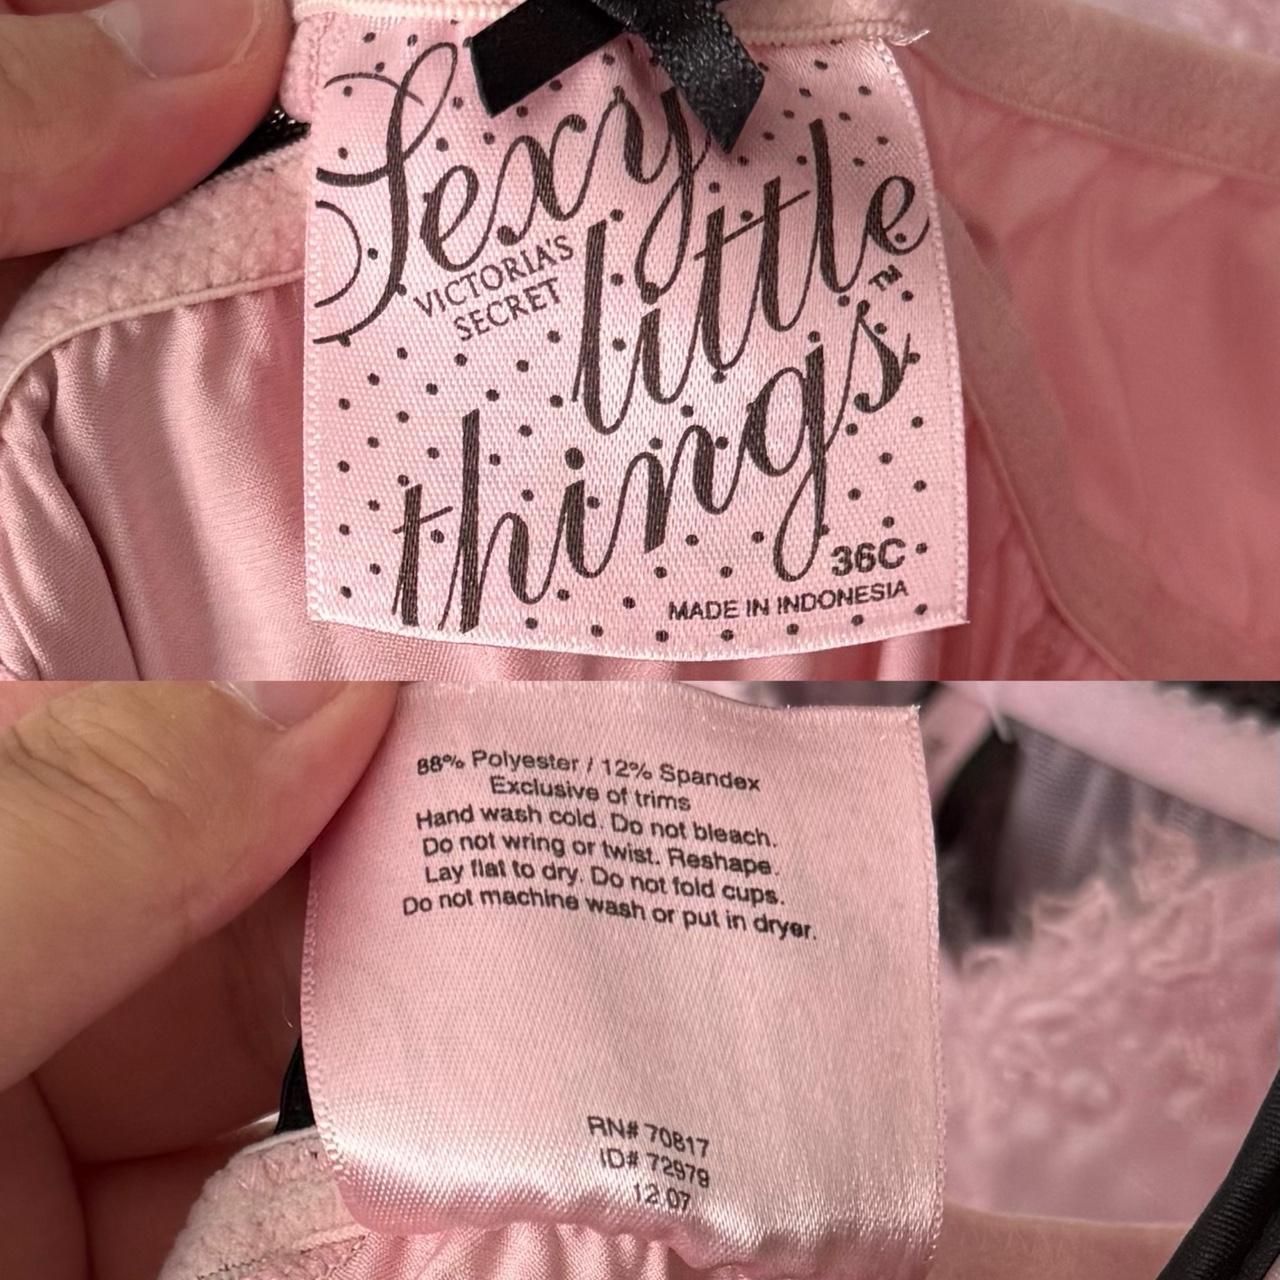 Sexy
little
VICTORIA'S
SECRET
things™
36C
MADE IN INDONESIA
88% Polyester / 12% Spandex
Exclusive of trims
Hand wash cold. Do not bleach.
Do not wring or twist. Reshape.
Lay flat to dry. Do not fold cups.
Do not machine wash or put in dryer.
RN# 70817
ID# 72979
12 07